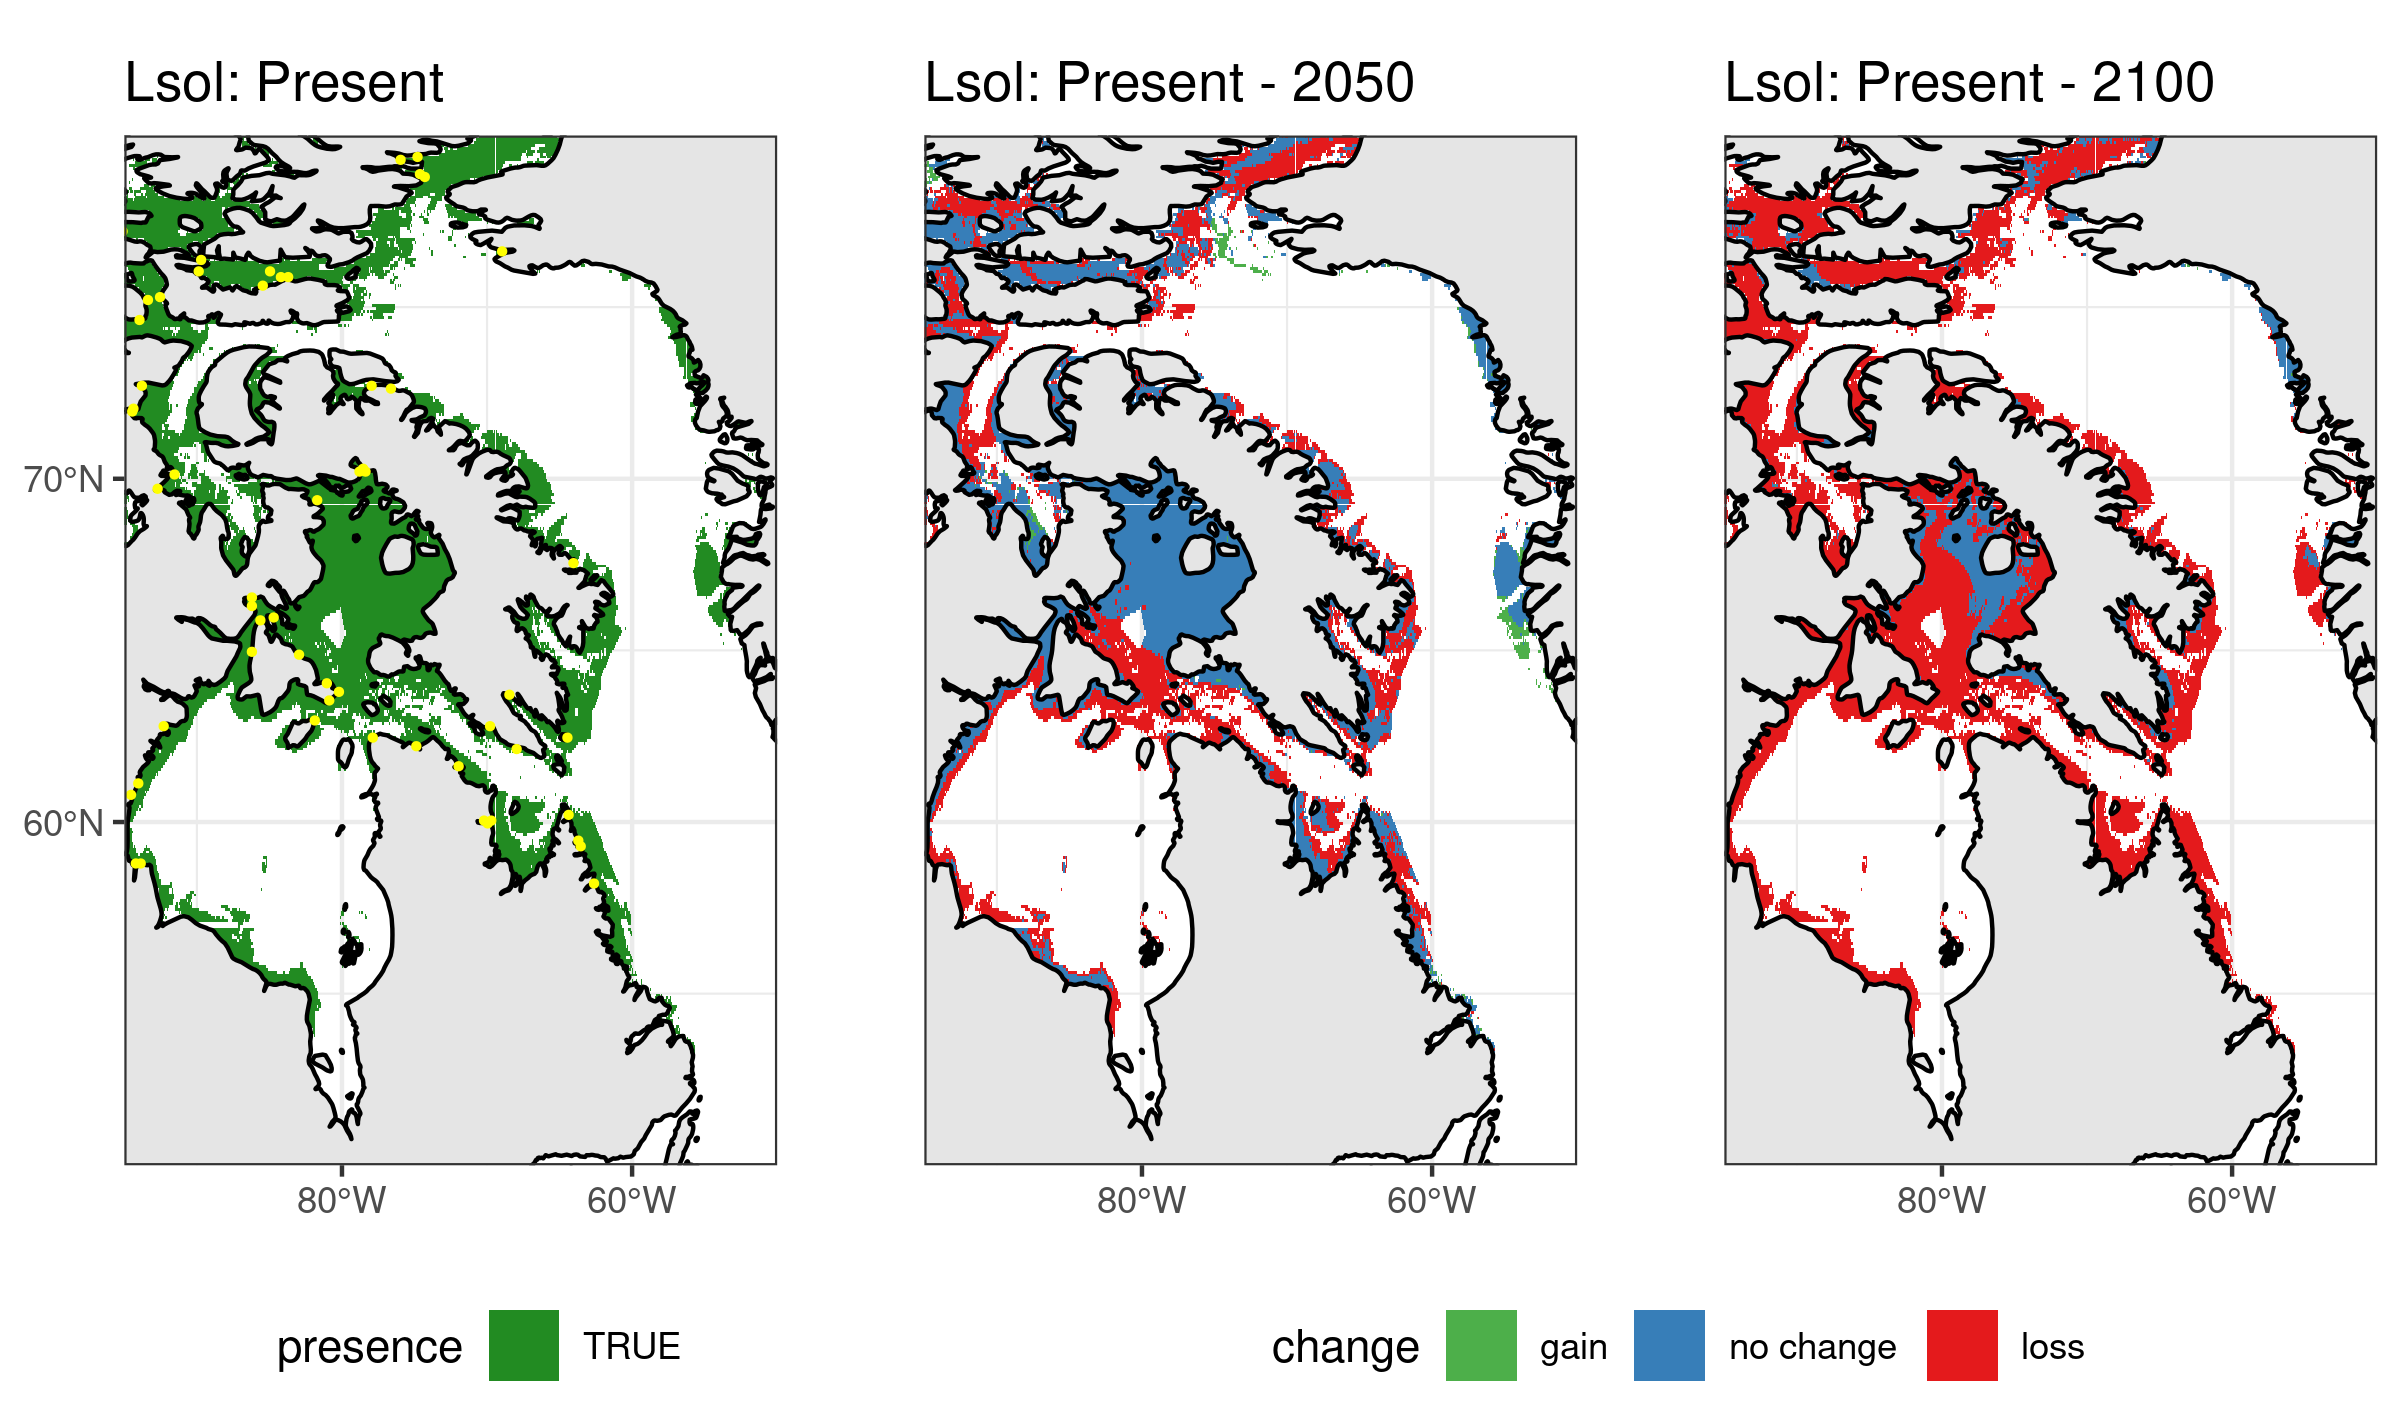 Lsol: Present
Lsol: Present - 2050
Lsol: Present - 2100
70°N
60°N
80°W
60°W
80°W
60°W
80°W
60°W
presence
TRUE
change
gain
no change
loss